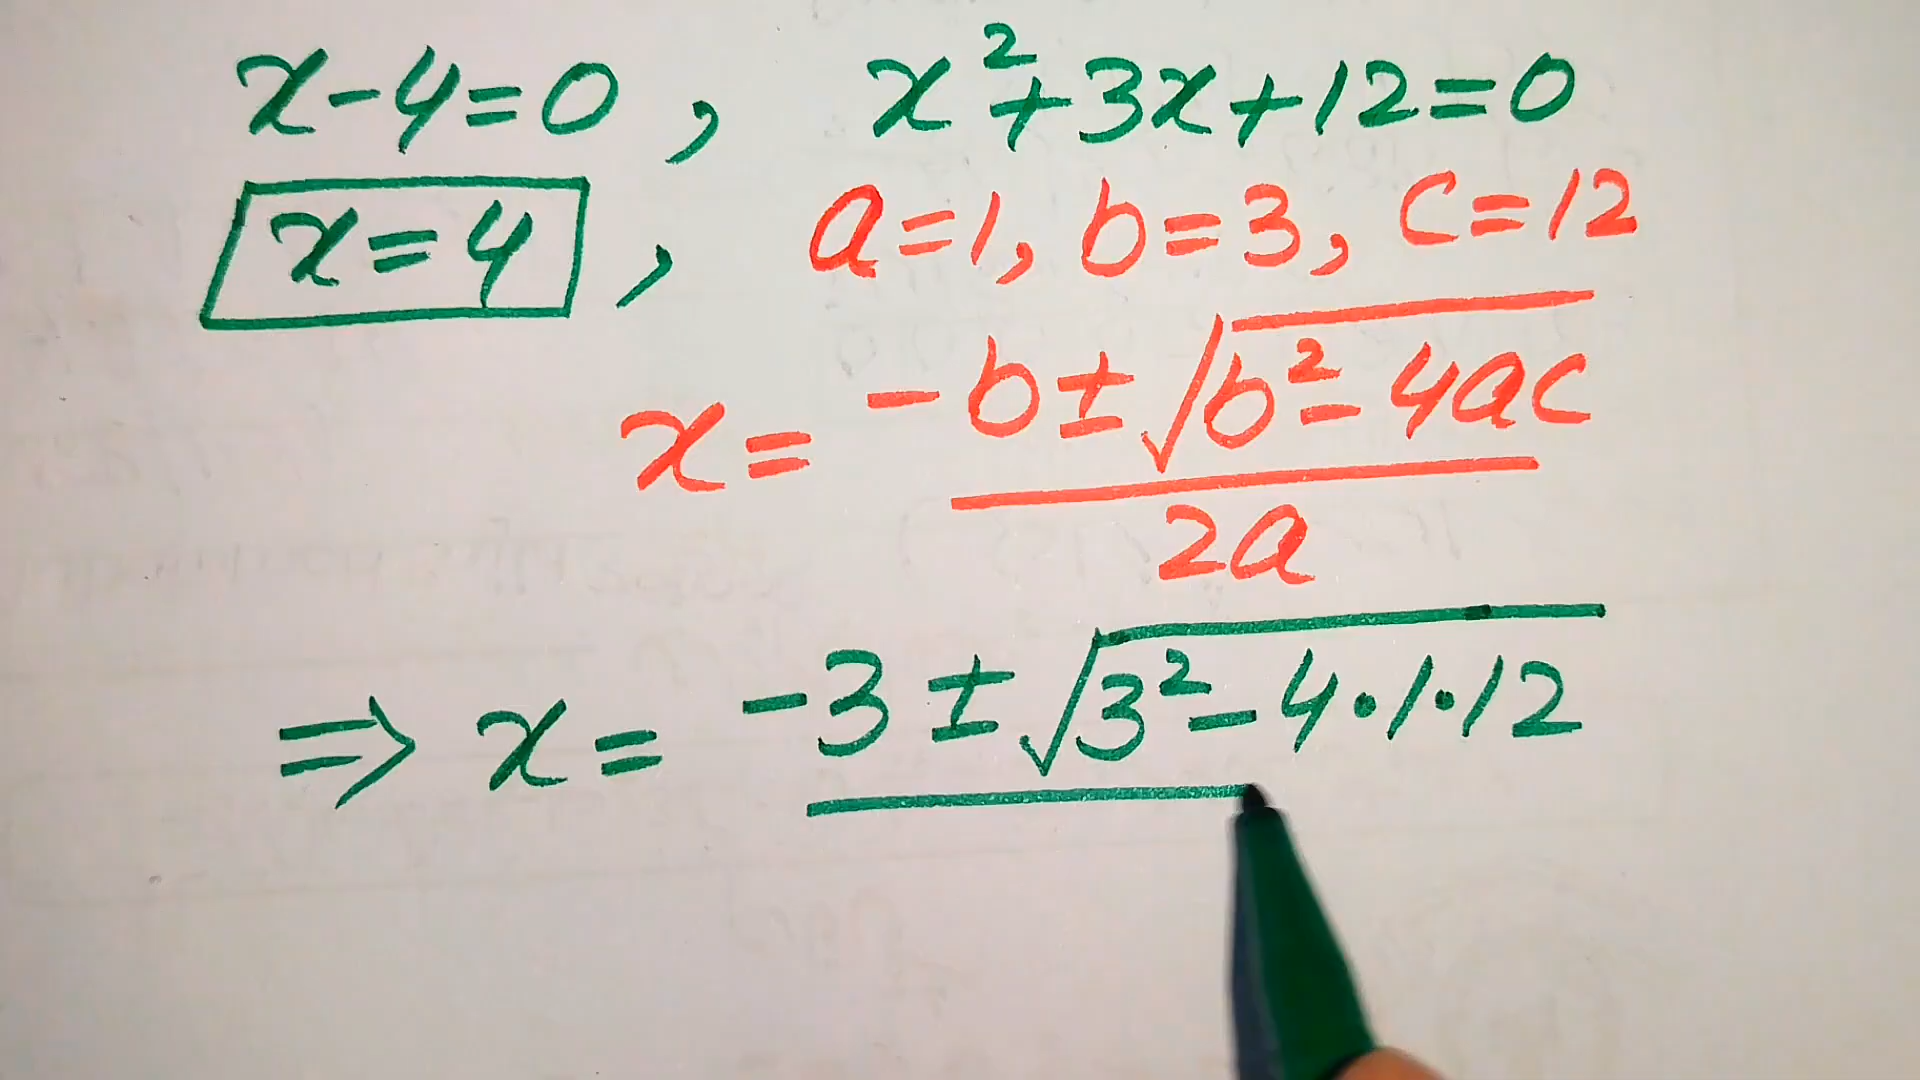 x-4=0, x²+3x+12=0
x=4, a=1, b=3, c=12
x= -b±√b²-4ac
2a
⇒ x= -3±√3²-4·1·12